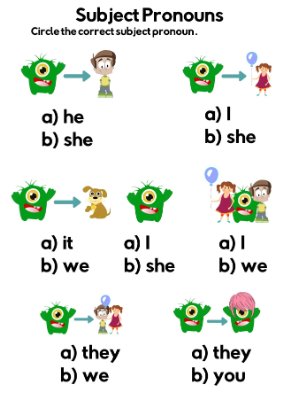 Subject Pronouns
Circle the correct subject pronoun.
a) he
b) she
a) I
b) she
a) it
b) we
a) I
b) she
a) I
b) we
a) they
b) we
a) they
b) you